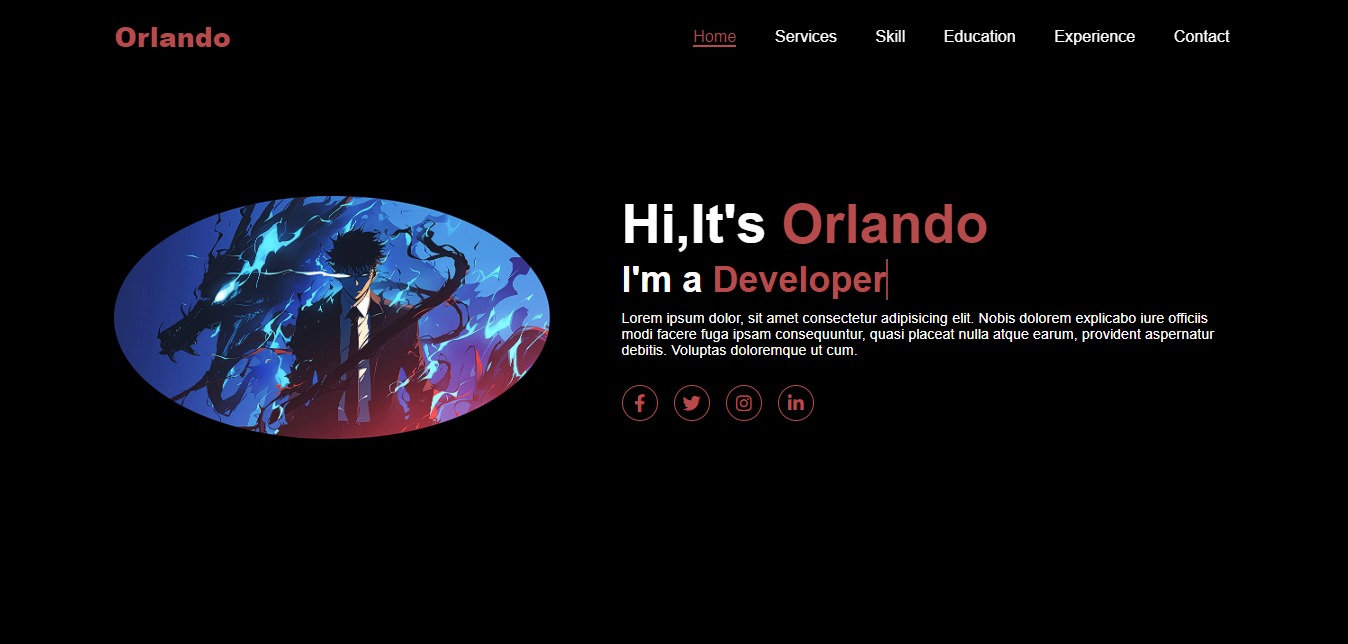 Orlando
Home Services Skill Education Experience Contact
Hi,It's Orlando
I'm a Developer
Lorem ipsum dolor, sit amet consectetur adipisicing elit. Nobis dolorem explicabo iure officiis
modi facere fuga ipsam consequuntur, quasi placeat nulla atque earum, provident aspernatur
debitis. Voluptas doloremque ut cum.